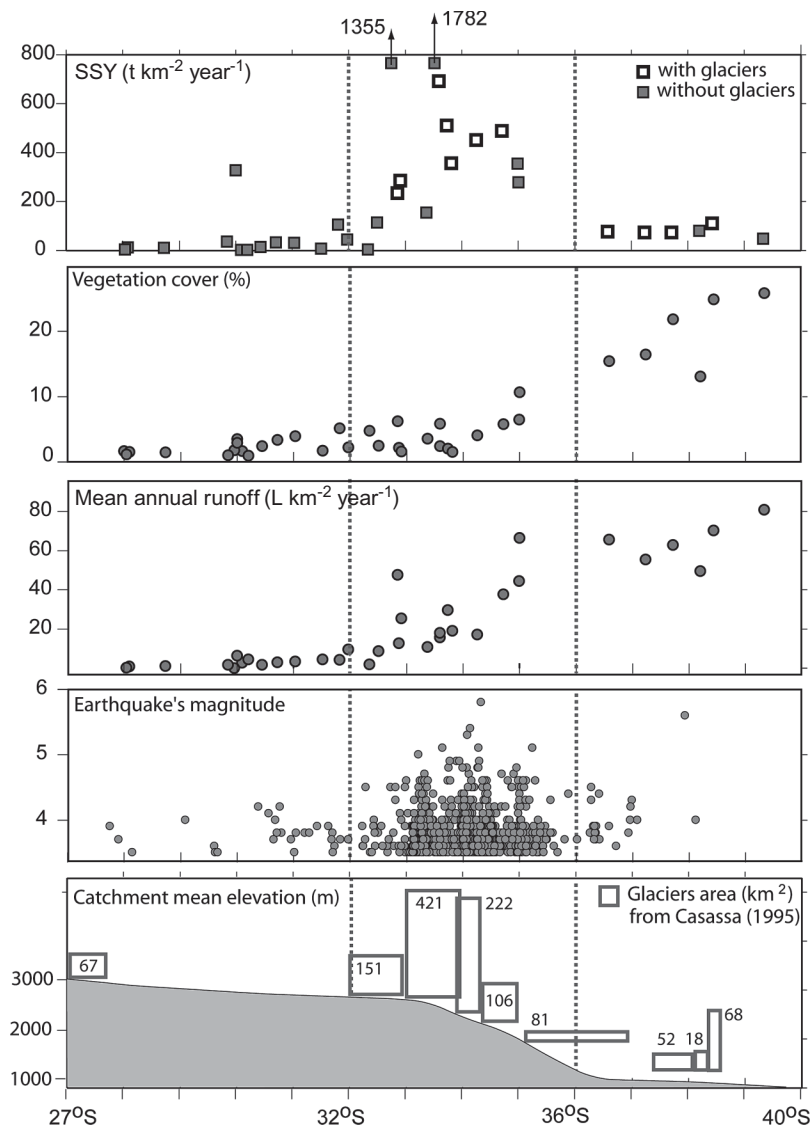 1355
1782
800
600
400
200
0
SSY (t km-2 year-1)
with glaciers
without glaciers
Vegetation cover (%)
20
10
0
Mean annual runoff (L km-2 year-1)
80
60
40
20
6
5
4
Earthquake's magnitude
Catchment mean elevation (m)
Glaciers area (km2)
from Casassa (1995)
67
151
421
222
106
81
52
18
68
3000
2000
1000
27oS
32oS
36oS
40oS